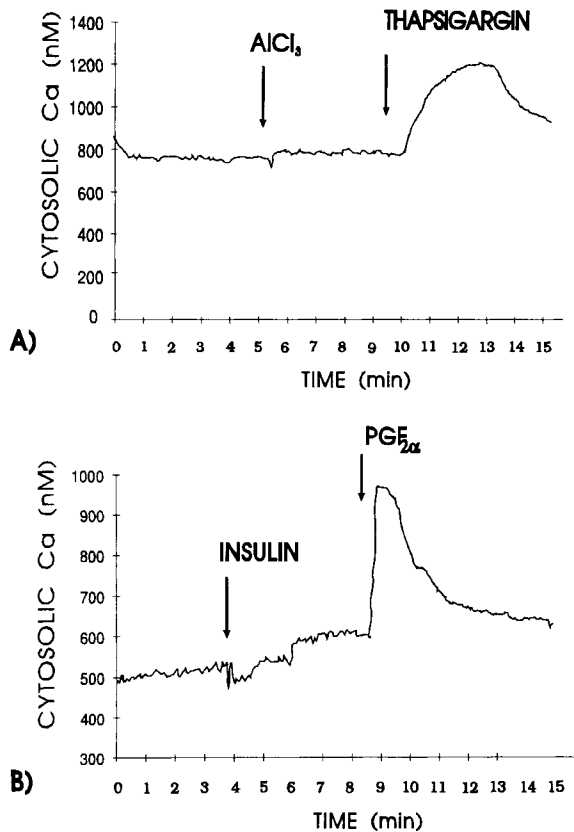 CYTOSOLIC Ca (nM)
1400
1200
1000
800
600
400
200
0
AlCl3
THAPSIGARGIN
A)
0 1 2 3 4 5 6 7 8 9 10 11 12 13 14 15
TIME (min)
CYTOSOLIC Ca (nM)
1000
900
800
700
600
500
400
300
INSULIN
PGF2α
B)
0 1 2 3 4 5 6 7 8 9 10 11 12 13 14 15
TIME (min)